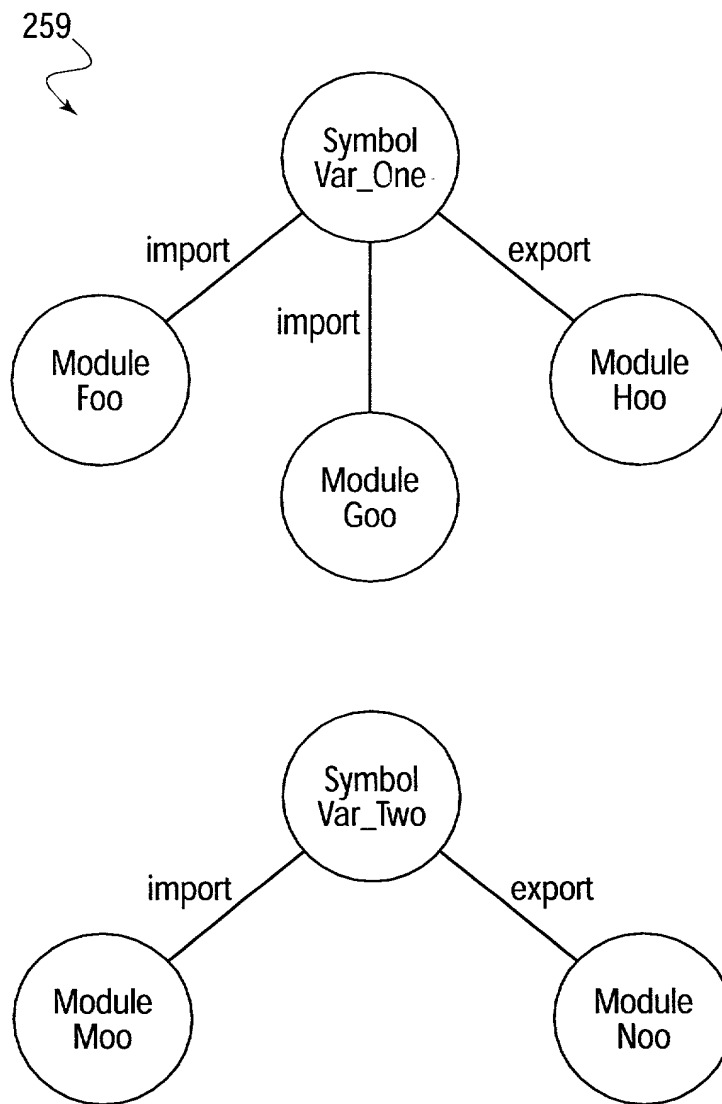 259
Symbol
Var_One
import
export
import
Module
Foo
Module
Hoo
Module
Goo
Symbol
Var_Two
import
export
Module
Moo
Module
Noo